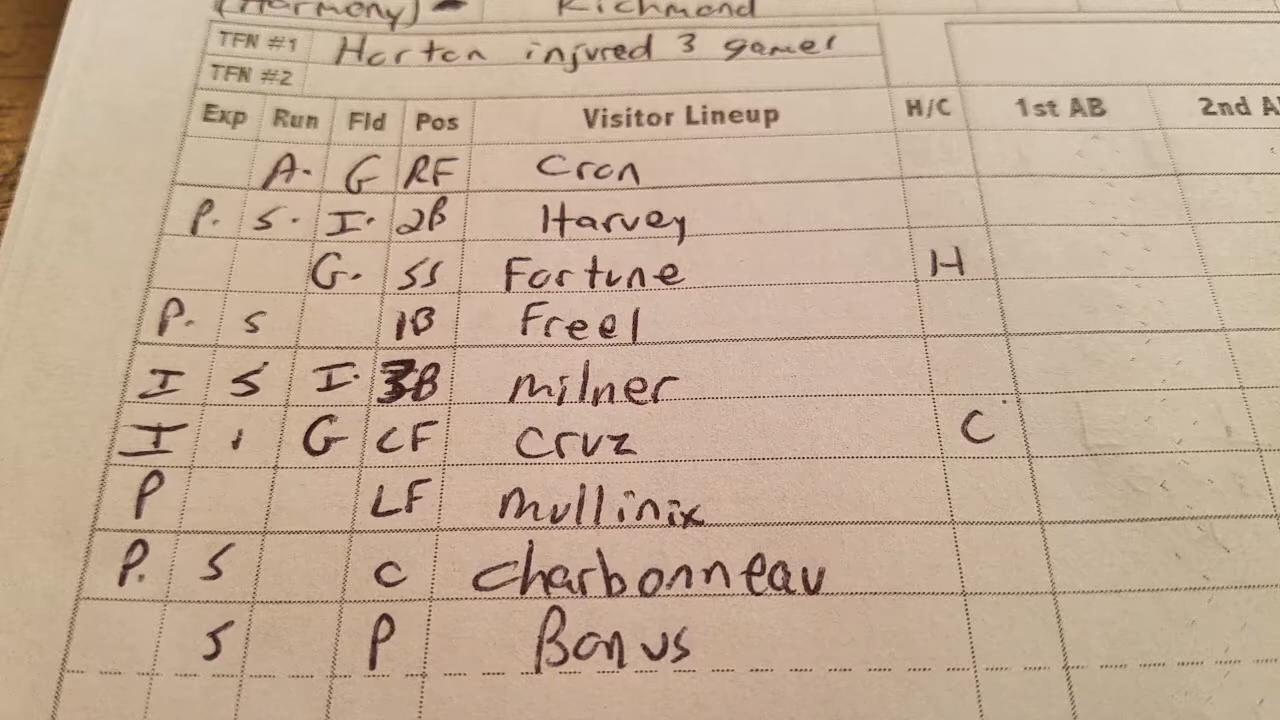 (Harmony) - Richmond
TFN #1 Horton injured 3 games
TFN #2
Exp Run Fld Pos Visitor Lineup H/C 1st AB 2nd A
A. G RF Cron
P. S. I. 2B Harvey
G. SS Fortune H
P. S 1B Freel
I S I. 3B Milner
I G CF Cruz C
P LF Mullinix
P. S C Charbonneau
S P Bonus